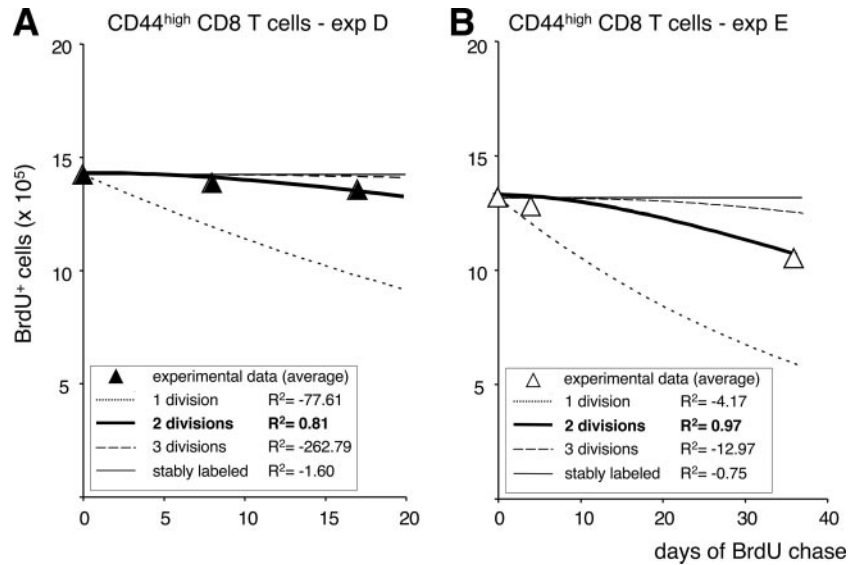 A CD44high CD8 T cells - exp D
20
15
10
5
BrdU+ cells (x 10⁵)
experimental data (average)
1 division R²= -77.61
2 divisions R²= 0.81
3 divisions R²= -262.79
stably labeled R²= -1.60
0 5 10 15 20
B CD44high CD8 T cells - exp E
20
15
10
5
experimental data (average)
1 division R²= -4.17
2 divisions R²= 0.97
3 divisions R²= -12.97
stably labeled R²= -0.75
0 10 20 30 40
days of BrdU chase